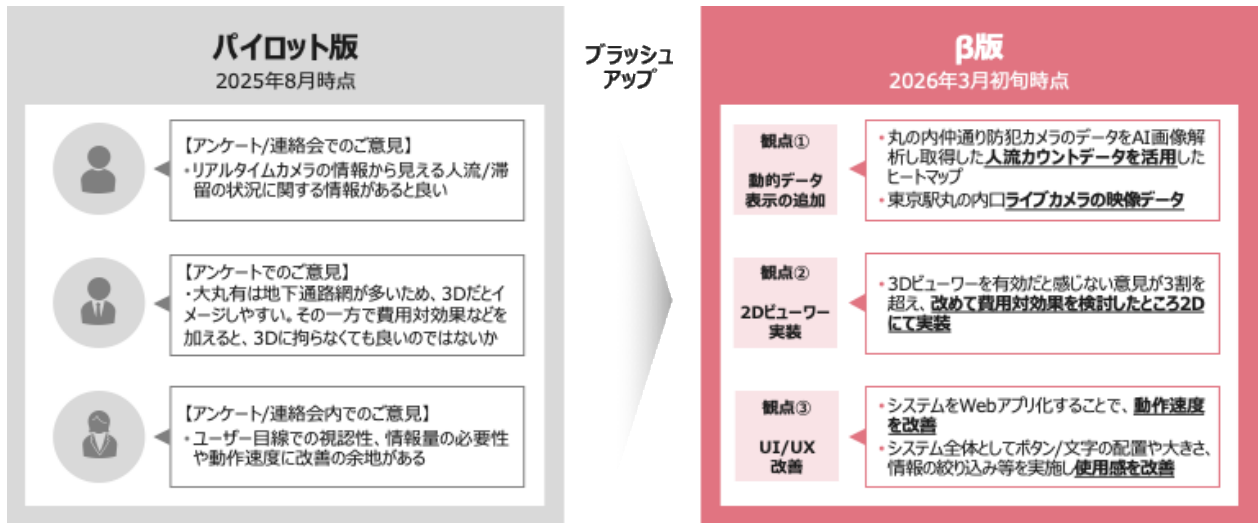 パイロット版
2025年8月時点
【アンケート/連絡会でのご意見】
・リアルタイムカメラの情報から見える人流/滞
留の状況に関する情報があると良い
【アンケートでのご意見】
・大丸有は地下通路網が多いため、3Dだとイ
メージしやすい。その一方で費用対効果などを
加えると、3Dに拘らなくても良いのではないか
【アンケート/連絡会内でのご意見】
・ユーザー目線での視認性、情報量の必要性
や動作速度に改善の余地がある
ブラッシュ
アップ
β版
2026年3月初旬時点
観点①
動的データ
表示の追加
・丸の内仲通り防犯カメラのデータをAI画像解
析し取得した人流カウントデータを活用した
ヒートマップ
・東京駅丸の内口ライブカメラの映像データ
観点②
2Dビューワー
実装
・3Dビューワーを有効だと感じない意見が3割を
超え、改めて費用対効果を検討したところ2D
にて実装
観点③
UI/UX
改善
・システムをWebアプリ化することで、動作速度
を改善
・システム全体としてボタン/文字の配置や大きさ、
情報の絞り込み等を実施し使用感を改善